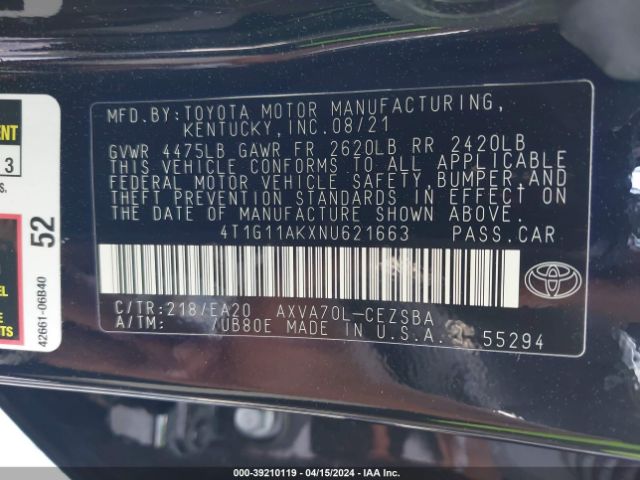 MFD.BY:TOYOTA MOTOR MANUFACTURING,
KENTUCKY,INC.08/21
GVWR 4475LB GAWR FR 2620LB RR 2420LB
THIS VEHICLE CONFORMS TO ALL APPLICABLE
FEDERAL MOTOR VEHICLE SAFETY,BUMPER,AND
THEFT PREVENTION STANDARDS IN EFFECT ON
THE DATE OF MANUFACTURE SHOWN ABOVE.
4T1G11AKXNU621663 PASS.CAR
C/TR:218/EA20 AXVA70L-CEZSBA
A/TM: /UB80E MADE IN U.S.A. 55294
TOYOTA
52
42661-06B40
000-39210119 - 04/15/2024 - IAAI